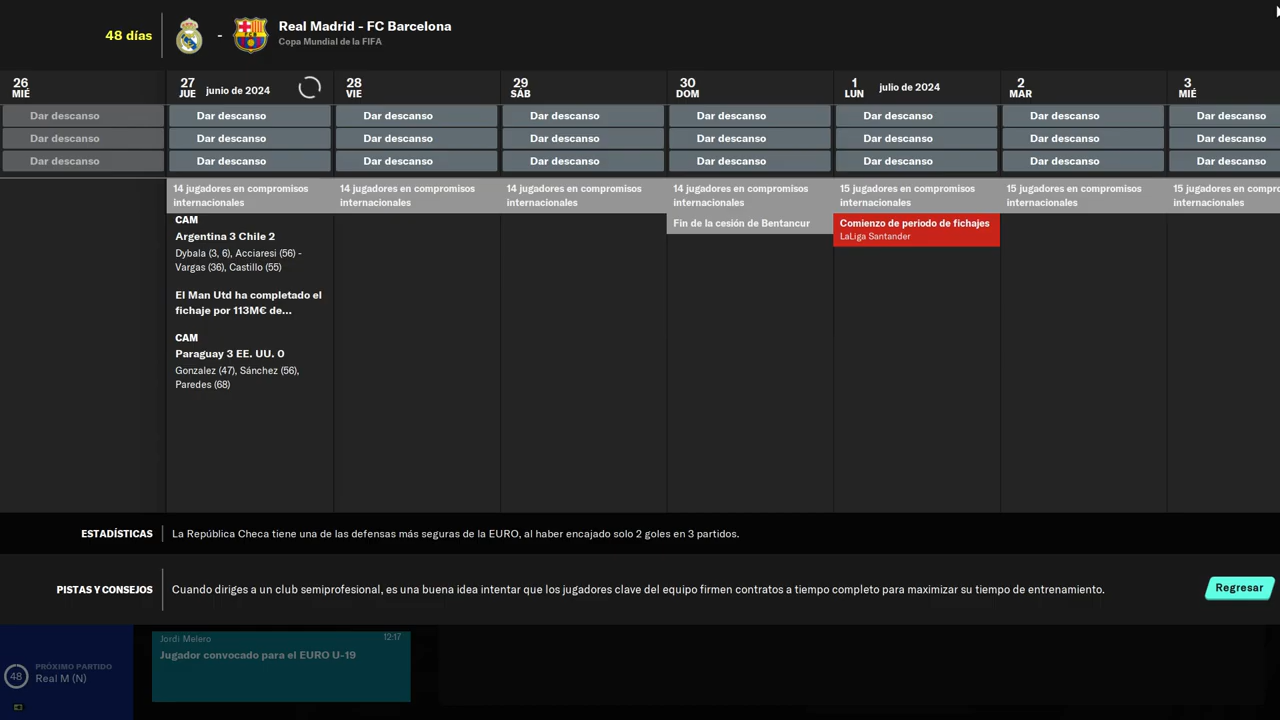 48 días
-
Real Madrid - FC Barcelona
Copa Mundial de la FIFA
26
MIÉ
27
JUE junio de 2024
28
VIE
29
SÁB
30
DOM
1
LUN julio de 2024
2
MAR
3
MIÉ
Dar descanso Dar descanso Dar descanso Dar descanso Dar descanso Dar descanso Dar descanso Dar descanso
Dar descanso Dar descanso Dar descanso Dar descanso Dar descanso Dar descanso Dar descanso Dar descanso
Dar descanso Dar descanso Dar descanso Dar descanso Dar descanso Dar descanso Dar descanso Dar descanso
14 jugadores en compromisos
internacionales
14 jugadores en compromisos
internacionales
14 jugadores en compromisos
internacionales
14 jugadores en compromisos
internacionales
15 jugadores en compromisos
internacionales
15 jugadores en compromisos
internacionales
15 jugadores en compro
internacionales
CAM
Argentina 3 Chile 2
Dybala (3, 6), Acciaresi (56) -
Vargas (36), Castillo (55)
El Man Utd ha completado el
fichaje por 113M€ de...
CAM
Paraguay 3 EE. UU. 0
Gonzalez (47), Sánchez (56),
Paredes (68)
Fin de la cesión de Bentancur
Comienzo de periodo de fichajes
LaLiga Santander
ESTADÍSTICAS La República Checa tiene una de las defensas más seguras de la EURO, al haber encajado solo 2 goles en 3 partidos.
PISTAS Y CONSEJOS Cuando diriges a un club semiprofesional, es una buena idea intentar que los jugadores clave del equipo firmen contratos a tiempo completo para maximizar su tiempo de entrenamiento.
Regresar
48
PRÓXIMO PARTIDO
Real M (N)
Jordi Melero 12:17
Jugador convocado para el EURO U-19